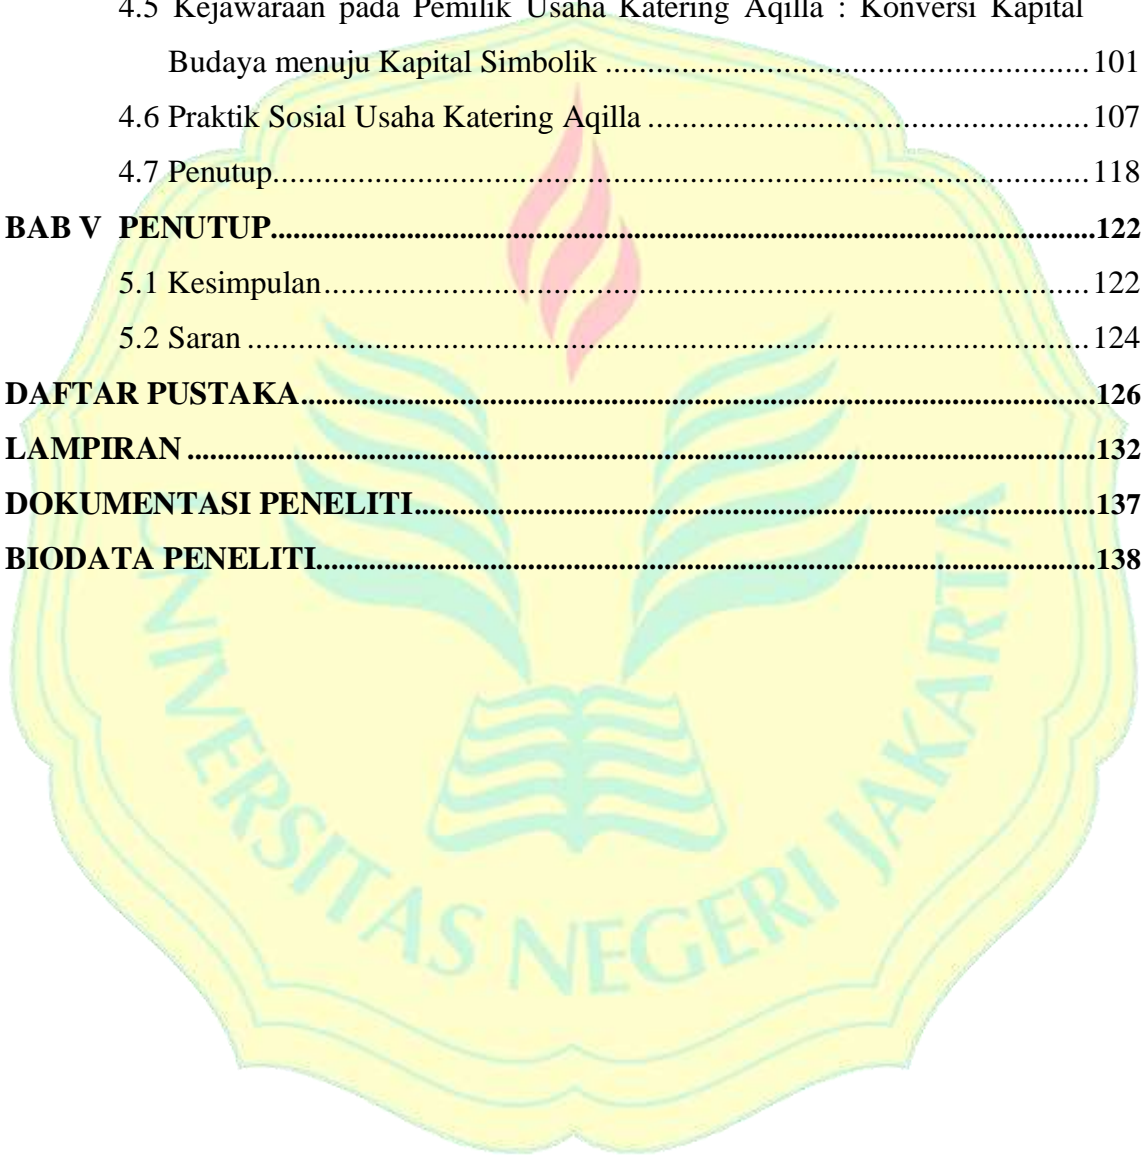 4.5 Kejawaraan pada Pemilik Usaha Katering Aqilla : Konversi Kapital
Budaya menuju Kapital Simbolik ........................................................... 101
4.6 Praktik Sosial Usaha Katering Aqilla ...................................................... 107
4.7 Penutup.................................................................................................... 118
BAB V PENUTUP............................................................................................................122
5.1 Kesimpulan.............................................................................................. 122
5.2 Saran ........................................................................................................ 124
DAFTAR PUSTAKA........................................................................................................126
LAMPIRAN .......................................................................................................................132
DOKUMENTASI PENELITI.........................................................................................137
BIODATA PENELITI......................................................................................................138
UNIVERSITAS NEGERI JAKARTA